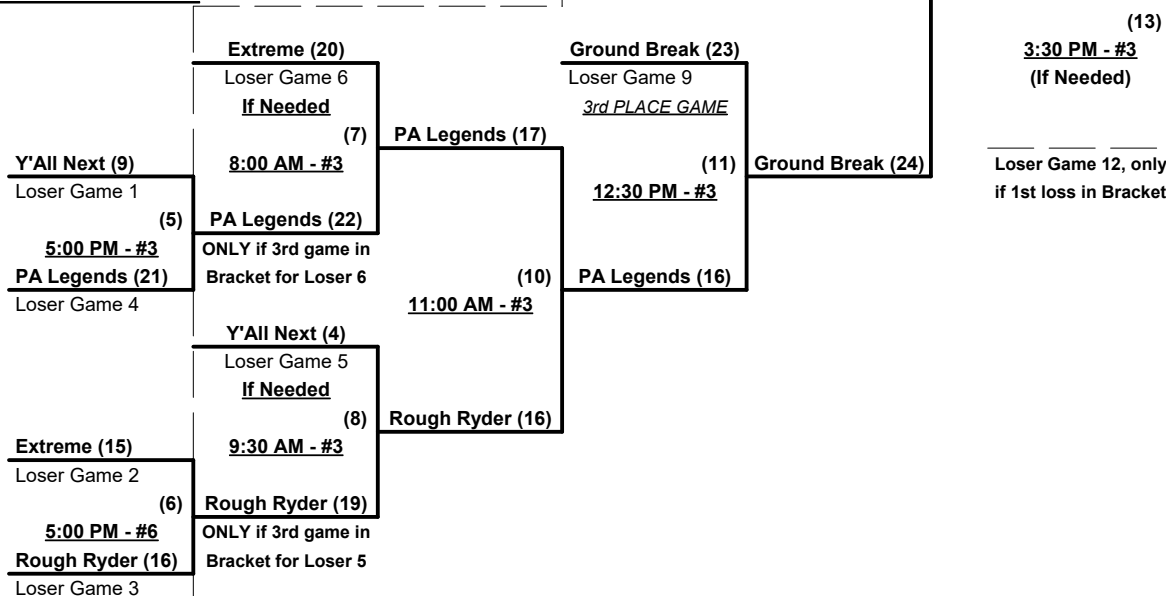 (13)
Extreme (20)
Ground Break (23)
3:30 PM - #3
Loser Game 6
Loser Game 9
(If Needed)
If Needed
3rd PLACE GAME
(7)
PA Legends (17)
Y'All Next (9)
8:00 AM - #3
(11)
Ground Break (24)
Loser Game 12, only
Loser Game 1
12:30 PM - #3
if 1st loss in Bracket
(5)
PA Legends (22)
5:00 PM - #3
ONLY if 3rd game in
PA Legends (21)
Bracket for Loser 6
(10)
PA Legends (16)
Loser Game 4
11:00 AM - #3
Y'All Next (4)
Loser Game 5
If Needed
(8)
Rough Ryder (16)
Extreme (15)
9:30 AM - #3
Loser Game 2
(6)
Rough Ryder (19)
5:00 PM - #6
ONLY if 3rd game in
Rough Ryder (16)
Bracket for Loser 5
Loser Game 3